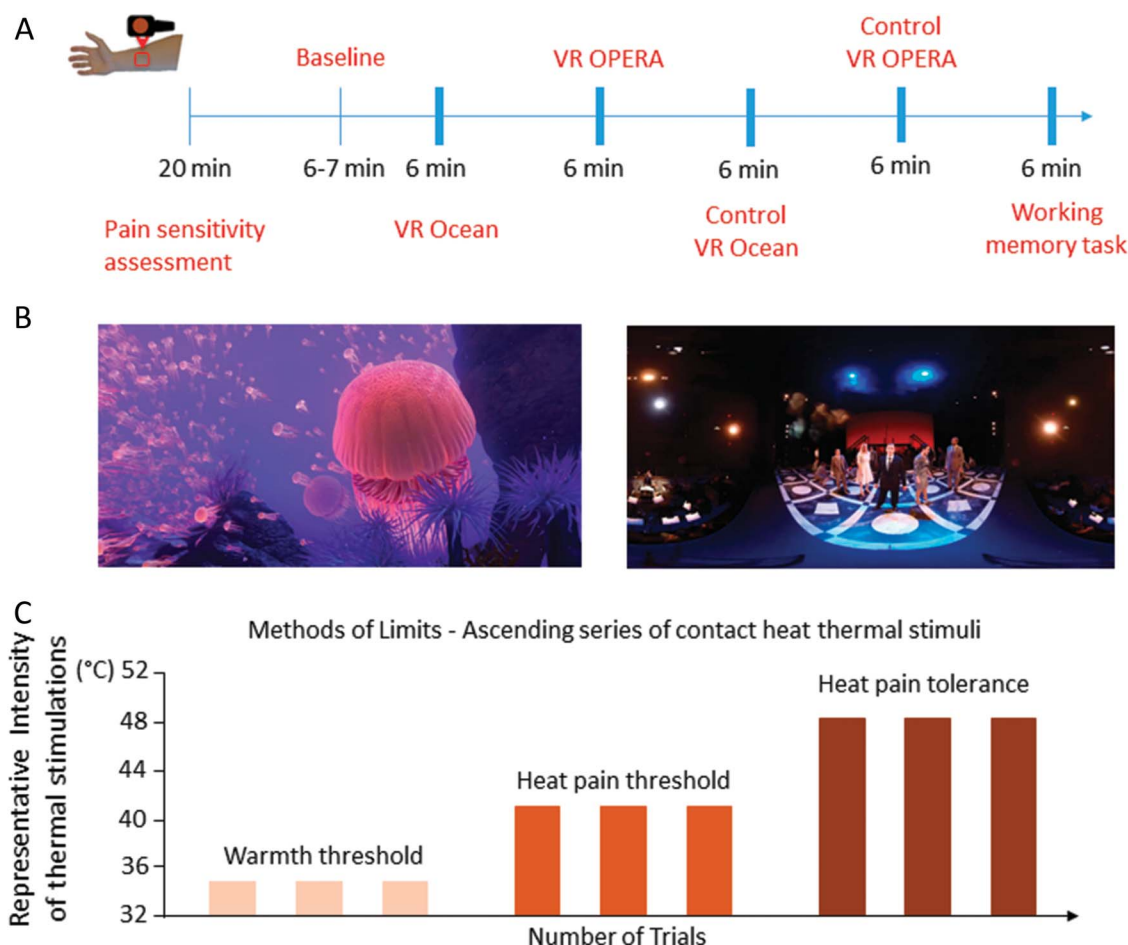 A
Baseline
VR OPERA
Control
VR OPERA
20 min
6-7 min
6 min
6 min
6 min
6 min
6 min
Pain sensitivity
assessment
VR Ocean
Control
VR Ocean
Working
memory task
B
C
Methods of Limits - Ascending series of contact heat thermal stimuli
Representative Intensity
of thermal stimulations
(°C)
52
48
44
40
36
32
Warmth threshold
Heat pain threshold
Heat pain tolerance
Number of Trials